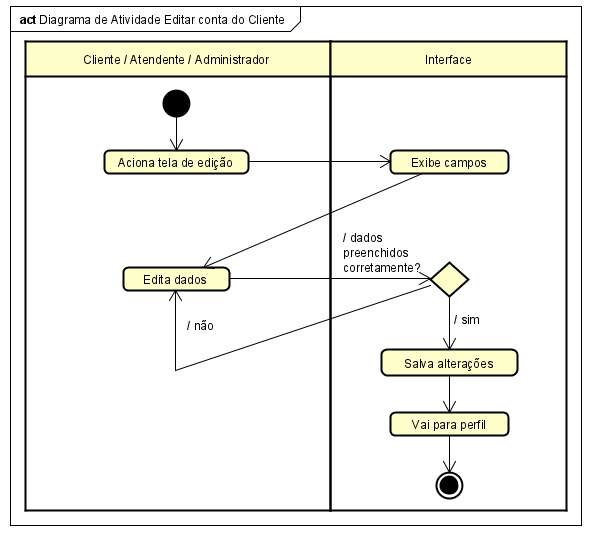 act Diagrama de Atividade Editar conta do Cliente
Cliente / Atendente / Administrador
Interface
Aciona tela de edição
Exibe campos
/ dados
preenchidos
corretamente?
Edita dados
/ não
/ sim
Salva alterações
Vai para perfil